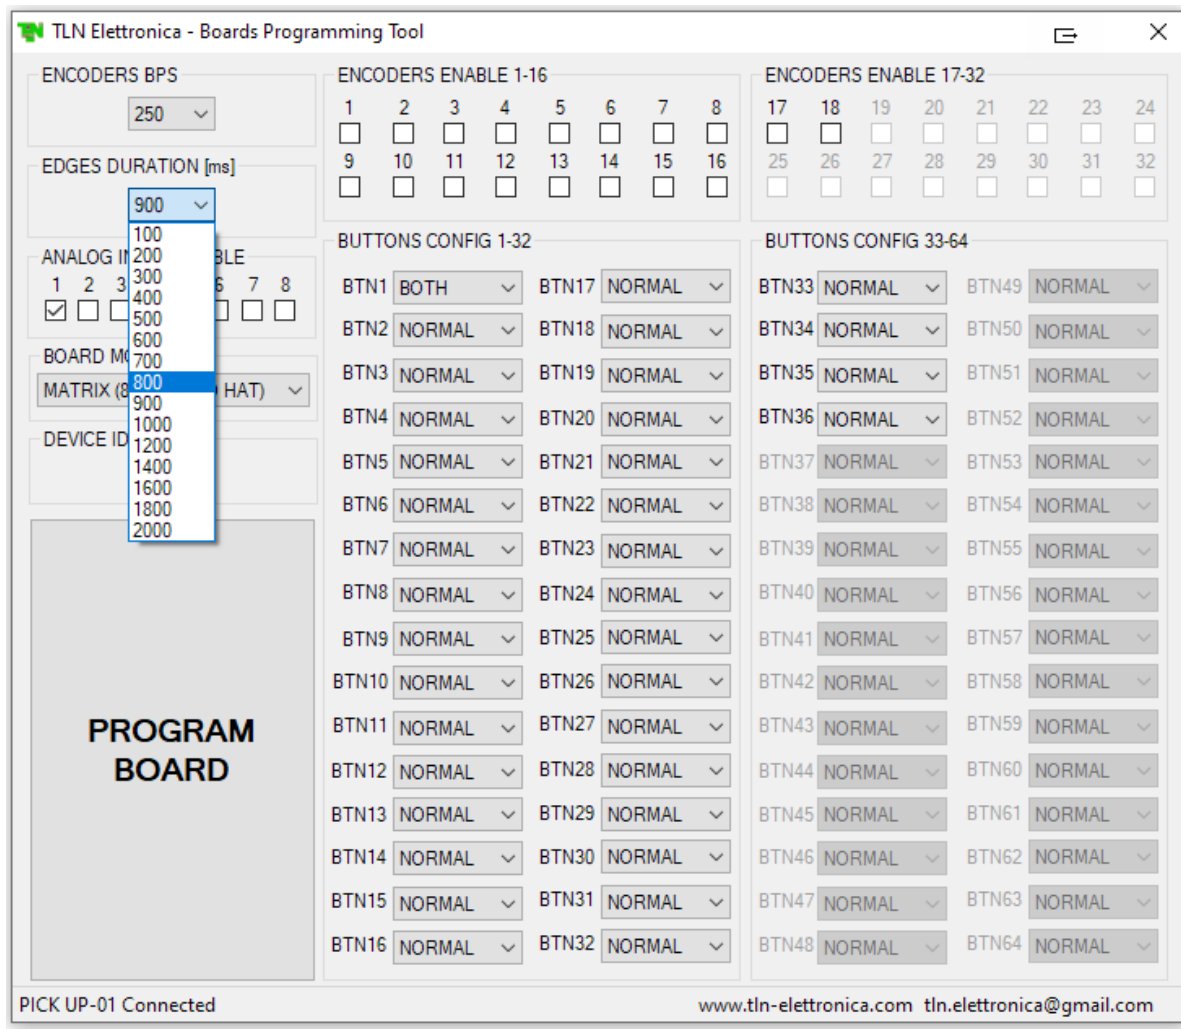 TLN Elettronica - Boards Programming Tool
ENCODERS BPS
250
EDGES DURATION [ms]
900
100
200
300
400
500
600
700
800
900
1000
1200
1400
1600
1800
2000
ANALOG
1 2 3 6 7 8
BOARD
MATRIX HAT)
DEVICE ID
PROGRAM
BOARD
ENCODERS ENABLE 1-16
1 2 3 4 5 6 7 8
9 10 11 12 13 14 15 16
ENCODERS ENABLE 17-32
17 18 19 20 21 22 23 24
25 26 27 28 29 30 31 32
BUTTONS CONFIG 1-32
BTN1 BOTH BTN17 NORMAL
BTN2 NORMAL BTN18 NORMAL
BTN3 NORMAL BTN19 NORMAL
BTN4 NORMAL BTN20 NORMAL
BTN5 NORMAL BTN21 NORMAL
BTN6 NORMAL BTN22 NORMAL
BTN7 NORMAL BTN23 NORMAL
BTN8 NORMAL BTN24 NORMAL
BTN9 NORMAL BTN25 NORMAL
BTN10 NORMAL BTN26 NORMAL
BTN11 NORMAL BTN27 NORMAL
BTN12 NORMAL BTN28 NORMAL
BTN13 NORMAL BTN29 NORMAL
BTN14 NORMAL BTN30 NORMAL
BTN15 NORMAL BTN31 NORMAL
BTN16 NORMAL BTN32 NORMAL
BUTTONS CONFIG 33-64
BTN33 NORMAL BTN49 NORMAL
BTN34 NORMAL BTN50 NORMAL
BTN35 NORMAL BTN51 NORMAL
BTN36 NORMAL BTN52 NORMAL
BTN37 NORMAL BTN53 NORMAL
BTN38 NORMAL BTN54 NORMAL
BTN39 NORMAL BTN55 NORMAL
BTN40 NORMAL BTN56 NORMAL
BTN41 NORMAL BTN57 NORMAL
BTN42 NORMAL BTN58 NORMAL
BTN43 NORMAL BTN59 NORMAL
BTN44 NORMAL BTN60 NORMAL
BTN45 NORMAL BTN61 NORMAL
BTN46 NORMAL BTN62 NORMAL
BTN47 NORMAL BTN63 NORMAL
BTN48 NORMAL BTN64 NORMAL
PICK UP-01 Connected
www.tln-elettronica.com tln.elettronica@gmail.com